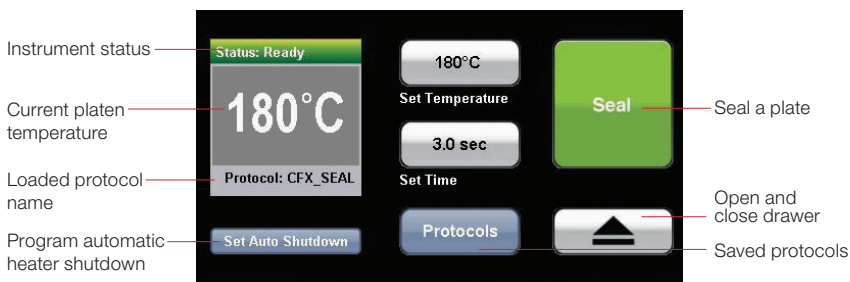 Instrument status
Current platen
temperature
Loaded protocol
name
Program automatic
heater shutdown
Status: Ready
180°C
Protocol: CFX_SEAL
Set Auto Shutdown
180°C
Set Temperature
3.0 sec
Set Time
Protocols
Seal
Seal a plate
Open and
close drawer
Saved protocols